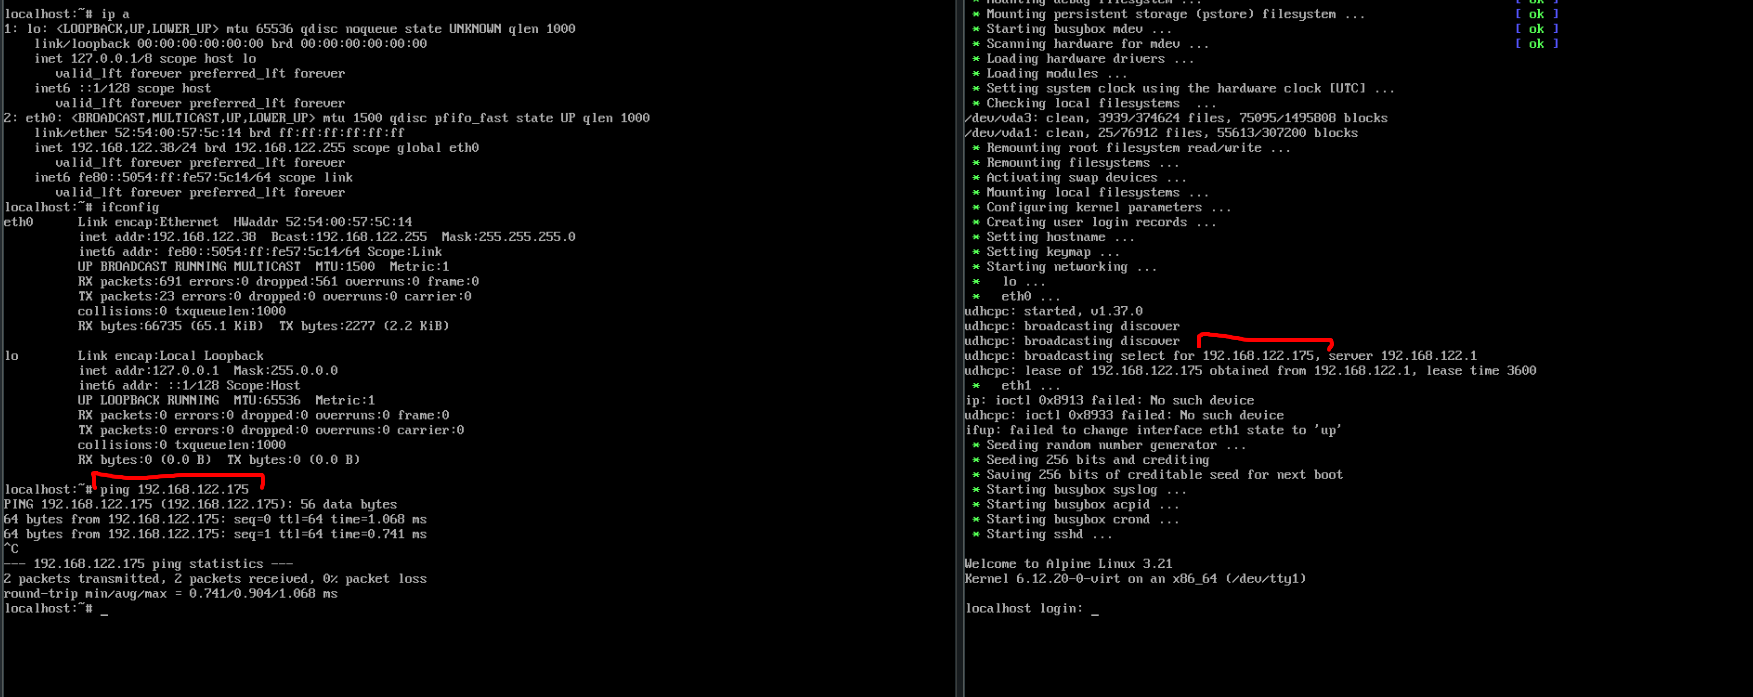 localhost:~# ip a
1: lo: <LOOPBACK,UP,LOWER_UP> mtu 65536 qdisc noqueue state UNKNOWN qlen 1000
    link/loopback 00:00:00:00:00:00 brd 00:00:00:00:00:00
    inet 127.0.0.1/8 scope host lo
       valid_lft forever preferred_lft forever
    inet6 ::1/128 scope host
       valid_lft forever preferred_lft forever
2: eth0: <BROADCAST,MULTICAST,UP,LOWER_UP> mtu 1500 qdisc pfifo_fast state UP qlen 1000
    link/ether 52:54:00:57:5c:14 brd ff:ff:ff:ff:ff:ff
    inet 192.168.122.38/24 brd 192.168.122.255 scope global eth0
       valid_lft forever preferred_lft forever
    inet6 fe80::5054:ff:fe57:5c14/64 scope link
       valid_lft forever preferred_lft forever
localhost:~# ifconfig
eth0      Link encap:Ethernet  HWaddr 52:54:00:57:5C:14
          inet addr:192.168.122.38  Bcast:192.168.122.255  Mask:255.255.255.0
          inet6 addr: fe80::5054:ff:fe57:5c14/64 Scope:Link
          UP BROADCAST RUNNING MULTICAST  MTU:1500  Metric:1
          RX packets:691 errors:0 dropped:561 overruns:0 frame:0
          TX packets:23 errors:0 dropped:0 overruns:0 carrier:0
          collisions:0 txqueuelen:1000
          RX bytes:66735 (65.1 KiB)  TX bytes:2277 (2.2 KiB)
lo        Link encap:Local Loopback
          inet addr:127.0.0.1  Mask:255.0.0.0
          inet6 addr: ::1/128 Scope:Host
          UP LOOPBACK RUNNING  MTU:65536  Metric:1
          RX packets:0 errors:0 dropped:0 overruns:0 frame:0
          TX packets:0 errors:0 dropped:0 overruns:0 carrier:0
          collisions:0 txqueuelen:1000
          RX bytes:0 (0.0 B)  TX bytes:0 (0.0 B)
localhost:~# ping 192.168.122.175
PING 192.168.122.175 (192.168.122.175): 56 data bytes
64 bytes from 192.168.122.175: seq=0 ttl=64 time=1.068 ms
64 bytes from 192.168.122.175: seq=1 ttl=64 time=0.741 ms
^C
--- 192.168.122.175 ping statistics ---
2 packets transmitted, 2 packets received, 0% packet loss
round-trip min/avg/max = 0.741/0.904/1.068 ms
localhost:~# _
* Mounting debug filesystem ... [ ok ]
* Mounting persistent storage (pstore) filesystem ... [ ok ]
* Starting busybox mdev ... [ ok ]
* Scanning hardware for mdev ... [ ok ]
* Loading hardware drivers ...
* Loading modules ...
* Setting system clock using the hardware clock [UTC] ...
* Checking local filesystems  ...
/dev/vda3: clean, 3939/374624 files, 75095/1495808 blocks
/dev/vda1: clean, 25/76912 files, 55613/307200 blocks
* Remounting root filesystem read/write ...
* Remounting filesystems ...
* Activating swap devices ...
* Mounting local filesystems ...
* Configuring kernel parameters ...
* Creating user login records ...
* Setting hostname ...
* Setting keymap ...
* Starting networking ...
*   lo ...
*   eth0 ...
udhcpc: started, v1.37.0
udhcpc: broadcasting discover
udhcpc: broadcasting discover
udhcpc: broadcasting select for 192.168.122.175, server 192.168.122.1
udhcpc: lease of 192.168.122.175 obtained from 192.168.122.1, lease time 3600
*   eth1 ...
ip: ioctl 0x8913 failed: No such device
udhcpc: ioctl 0x8933 failed: No such device
ifup: failed to change interface eth1 state to 'up'
* Seeding random number generator ...
* Seeding 256 bits and crediting
* Saving 256 bits of creditable seed for next boot
* Starting busybox syslog ...
* Starting busybox acpid ...
* Starting busybox crond ...
* Starting sshd ...
Welcome to Alpine Linux 3.21
Kernel 6.12.20-0-virt on an x86_64 (/dev/tty1)
localhost login: _